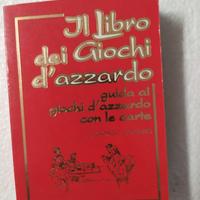 Il Libro
dei Giochi
d'azzardo
guida ai
giochi d'azzardo
con le carte